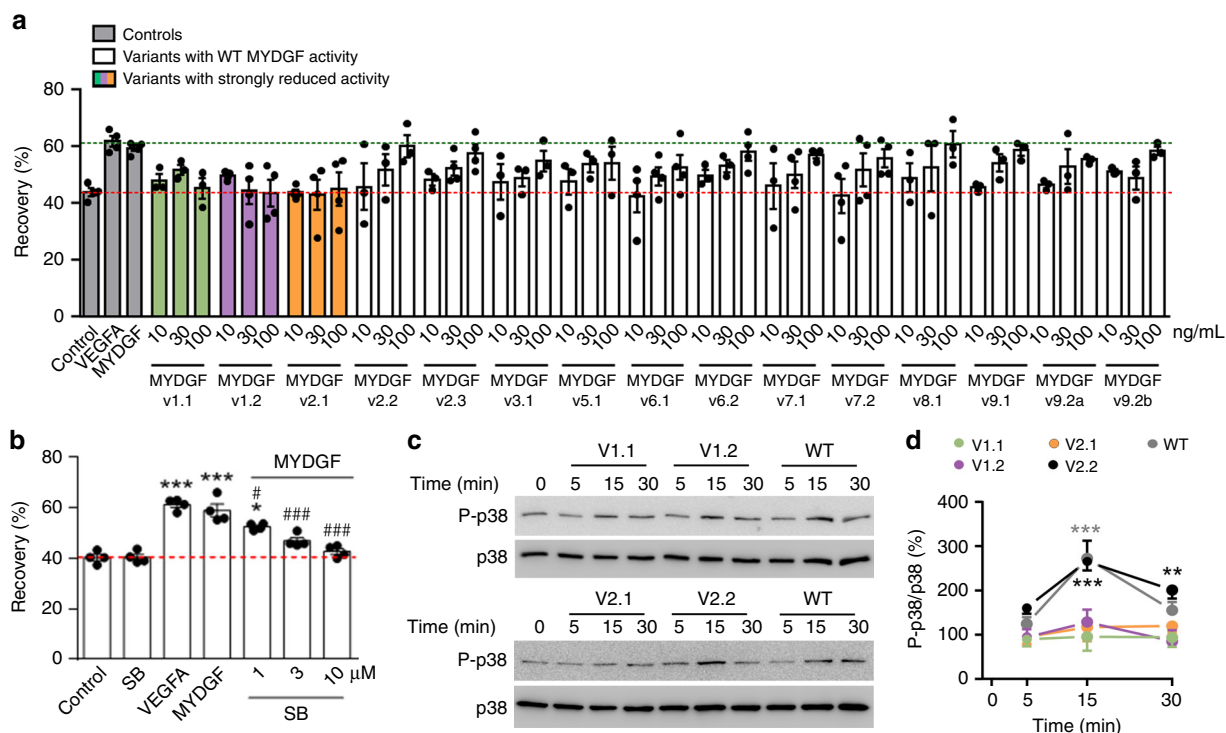 a
Controls
Variants with WT MYDGF activity
Variants with strongly reduced activity
Recovery (%)
80
60
40
20
0
Control
VEGFA
MYDGF
10 30 100 10 30 100 10 30 100 10 30 100 10 30 100 10 30 100 10 30 100 10 30 100 10 30 100 10 30 100 10 30 100 10 30 100 10 30 100 10 30 100 10 30 100 ng/mL
MYDGF MYDGF MYDGF MYDGF MYDGF MYDGF MYDGF MYDGF MYDGF MYDGF MYDGF MYDGF MYDGF MYDGF MYDGF
v1.1 v1.2 v2.1 v2.2 v2.3 v3.1 v5.1 v6.1 v6.2 v7.1 v7.2 v8.1 v9.1 v9.2a v9.2b
b
Recovery (%)
80
60
40
20
0
MYDGF
*** *** # * ### ###
Control
SB
VEGFA
MYDGF
1 3 10 µM
SB
c
V1.1 V1.2 WT
Time (min) 0 5 15 30 5 15 30 5 15 30
P-p38
p38
V2.1 V2.2 WT
Time (min) 0 5 15 30 5 15 30 5 15 30
P-p38
p38
d
V1.1 V2.1 WT
V1.2 V2.2
P-p38/p38 (%)
400
300
200
100
0
***
***
**
0 5 15 30
Time (min)